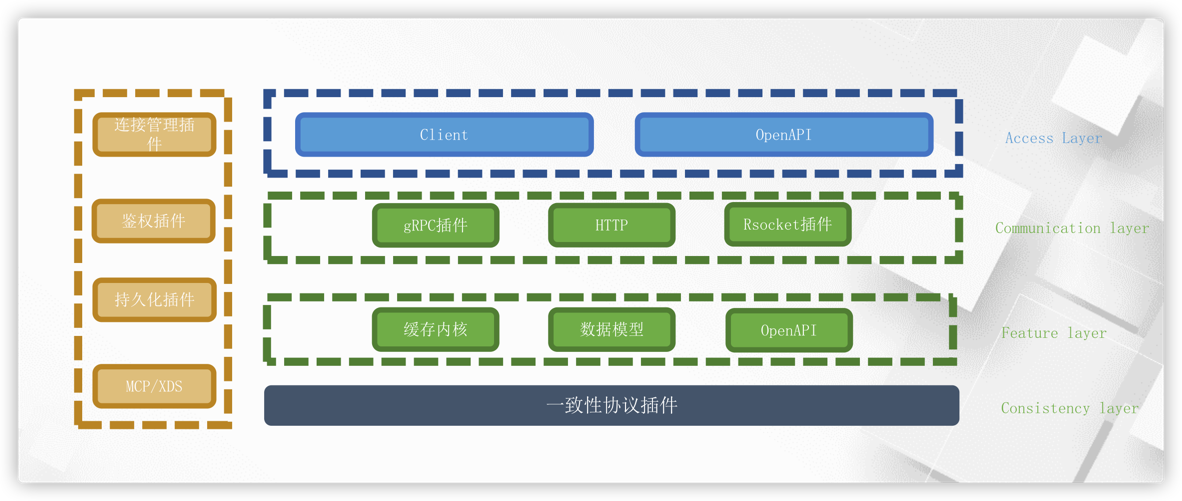 连接管理插
件
鉴权插件
持久化插件
MCP/XDS
Client
OpenAPI
Access Layer
gRPC插件
HTTP
Rsocket插件
Communication layer
缓存内核
数据模型
OpenAPI
Feature layer
一致性协议插件
Consistency layer